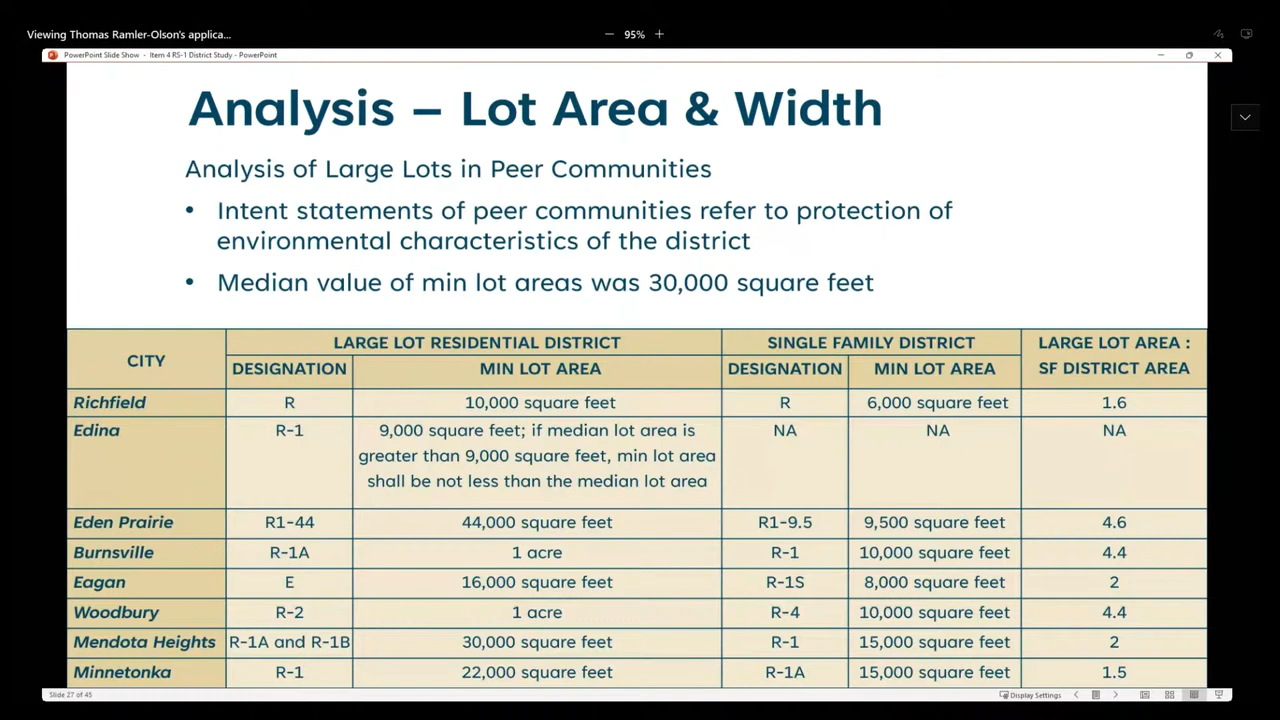 Viewing Thomas Ramler-Olson's applica...
95%
PowerPoint Slide Show - Item 4 RS-1 District Study - PowerPoint
Analysis – Lot Area & Width
Analysis of Large Lots in Peer Communities
• Intent statements of peer communities refer to protection of
environmental characteristics of the district
• Median value of min lot areas was 30,000 square feet
CITY
LARGE LOT RESIDENTIAL DISTRICT
SINGLE FAMILY DISTRICT
LARGE LOT AREA :
SF DISTRICT AREA
DESIGNATION MIN LOT AREA DESIGNATION MIN LOT AREA
Richfield R 10,000 square feet R 6,000 square feet 1.6
Edina R-1 9,000 square feet; if median lot area is NA NA NA
greater than 9,000 square feet, min lot area
shall be not less than the median lot area
Eden Prairie R1-44 44,000 square feet R1-9.5 9,500 square feet 4.6
Burnsville R-1A 1 acre R-1 10,000 square feet 4.4
Eagan E 16,000 square feet R-1S 8,000 square feet 2
Woodbury R-2 1 acre R-4 10,000 square feet 4.4
Mendota Heights R-1A and R-1B 30,000 square feet R-1 15,000 square feet 2
Minnetonka R-1 22,000 square feet R-1A 15,000 square feet 1.5
Slide 27 of 45
Display Settings